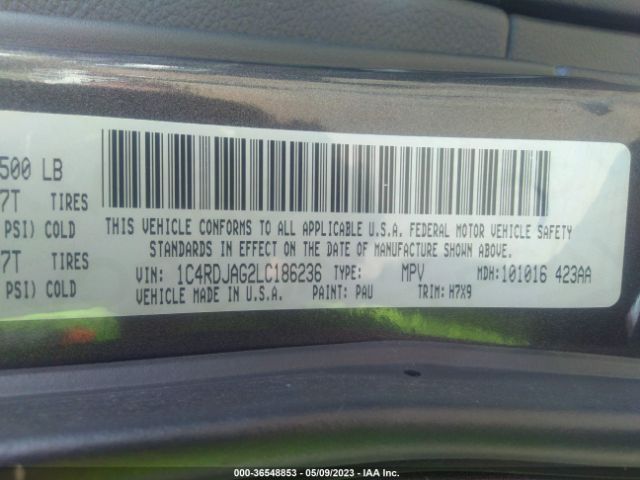 500 LB
7T TIRES
PSI) COLD
7T TIRES
PSI) COLD
THIS VEHICLE CONFORMS TO ALL APPLICABLE U.S.A. FEDERAL MOTOR VEHICLE SAFETY
STANDARDS IN EFFECT ON THE DATE OF MANUFACTURE SHOWN ABOVE.
VIN: 1C4RDJAG2LC186236 TYPE: MPV MDH:101016 423AA
VEHICLE MADE IN U.S.A. PAINT: PAU TRIM: H7X9
000-36548853 - 05/09/2023 - IAA Inc.